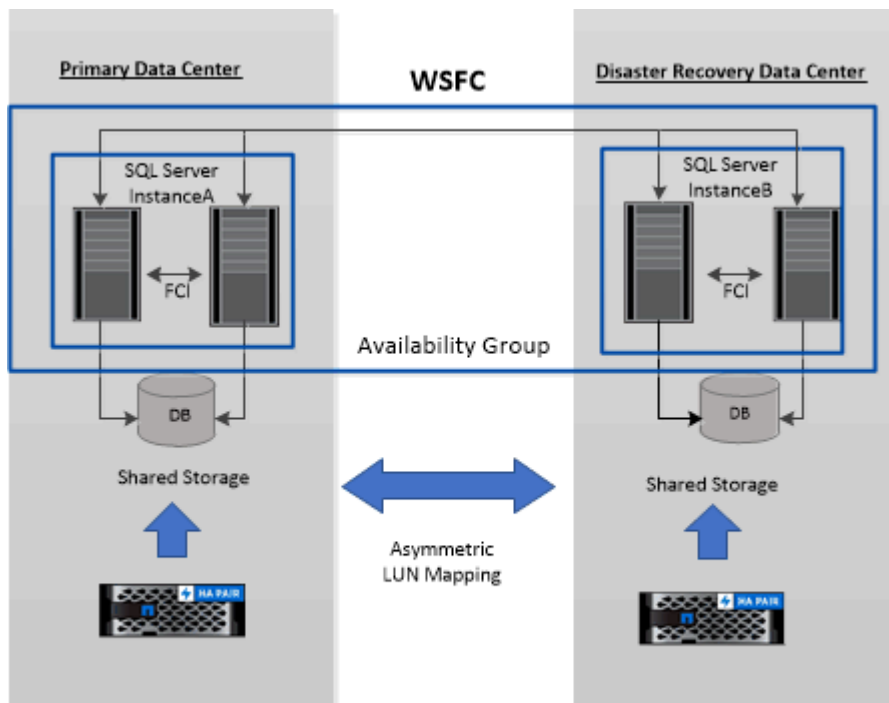 Primary Data Center
WSFC
Disaster Recovery Data Center
SQL Server
InstanceA
SQL Server
InstanceB
FCI
FCI
Availability Group
DB
DB
Shared Storage
Shared Storage
Asymmetric
LUN Mapping
HA PAIR
HA PAIR